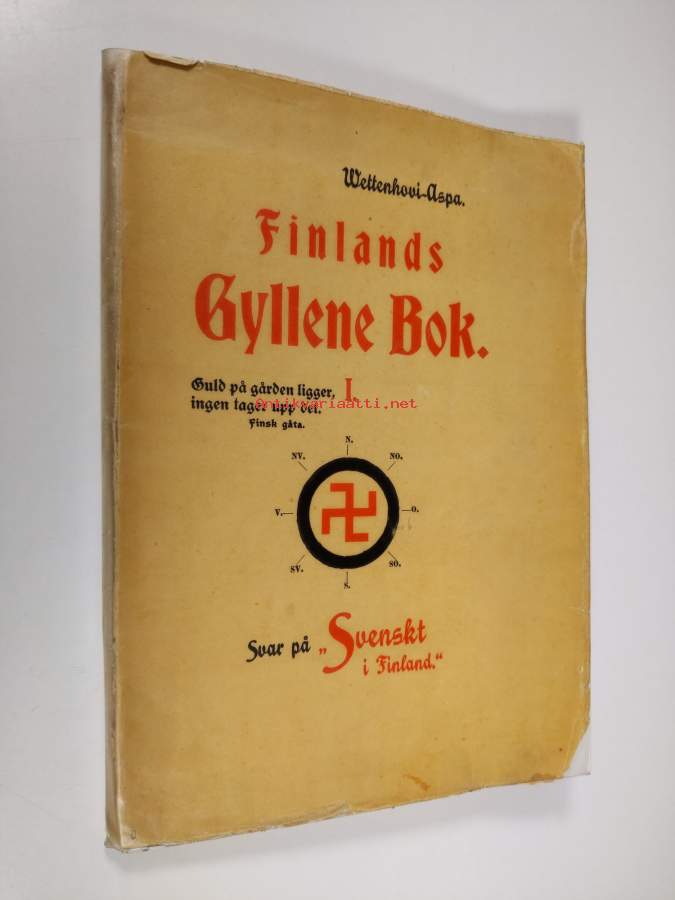 Wettenhovi-Aspa.
Finlands
Gyllene Bok.
I.
Guld på gården ligger,
ingen tager upp det.
Finsk gåta.
Antikvariaatti.net
N.
NV. NO.
V. O.
SV. SO.
S.
Svar på „Svenskt
i Finland.“